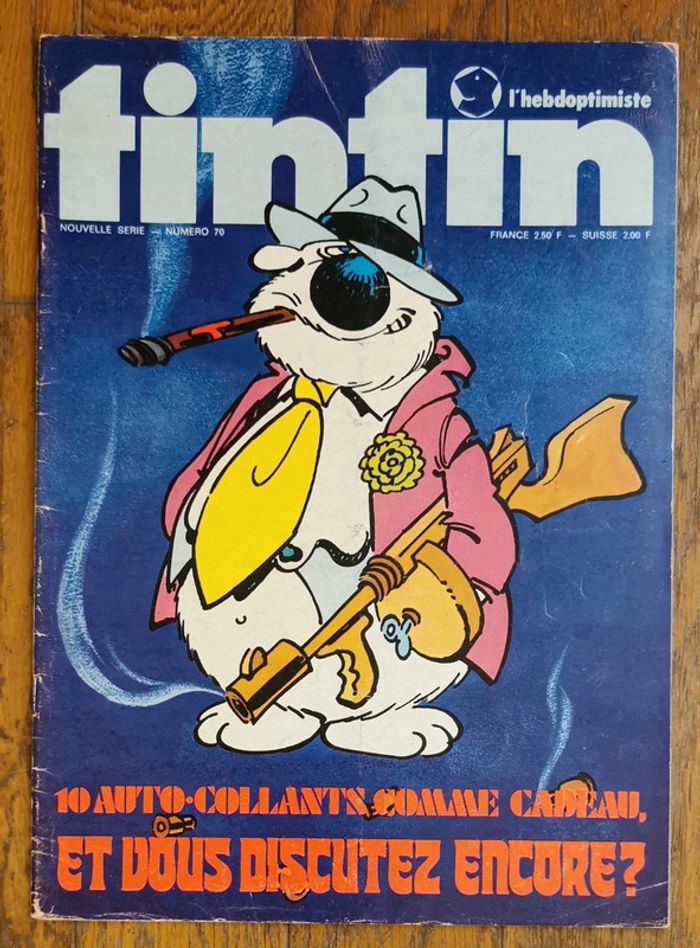 tintin
l'hebdoptimiste
NOUVELLE SERIE — NUMERO 70
FRANCE 2.50 F — SUISSE 2.00 F
10 AUTO-COLLANTS COMME CADEAU,
ET VOUS DISCUTEZ ENCORE?